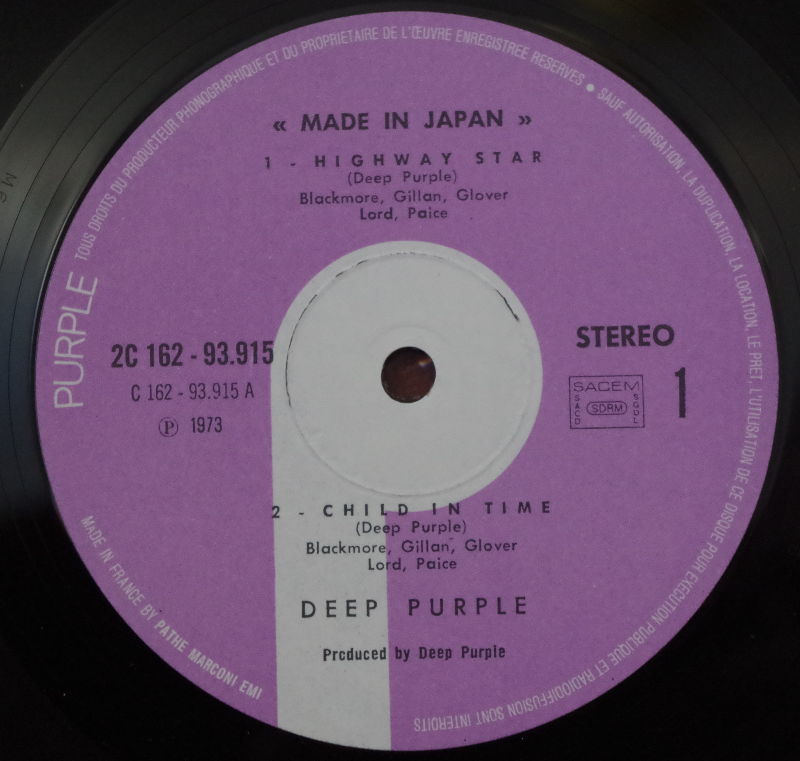 TOUS DROITS DU PRODUCTEUR PHONOGRAPHIQUE ET DU PROPRIETAIRE DE L'ŒUVRE ENREGISTREE RESERVES • SAUF AUTORISATION, LA DUPLICATION, LA LOCATION, LE PRET, L'UTILISATION DE CE DISQUE POUR EXECUTION PUBLIQUE ET RADIODIFFUSION SONT INTERDITS
« MADE IN JAPAN »
1 - HIGHWAY STAR
(Deep Purple)
Blackmore, Gillan, Glover
Lord, Paice
PURPLE
2C 162 - 93.915
C 162 - 93.915 A
Ⓟ 1973
STEREO
SACEM
SACD
SDRM
SGDL
1
2 - CHILD IN TIME
(Deep Purple)
Blackmore, Gillan, Glover
Lord, Paice
DEEP PURPLE
Produced by Deep Purple
MADE IN FRANCE BY PATHE MARCONI EMI